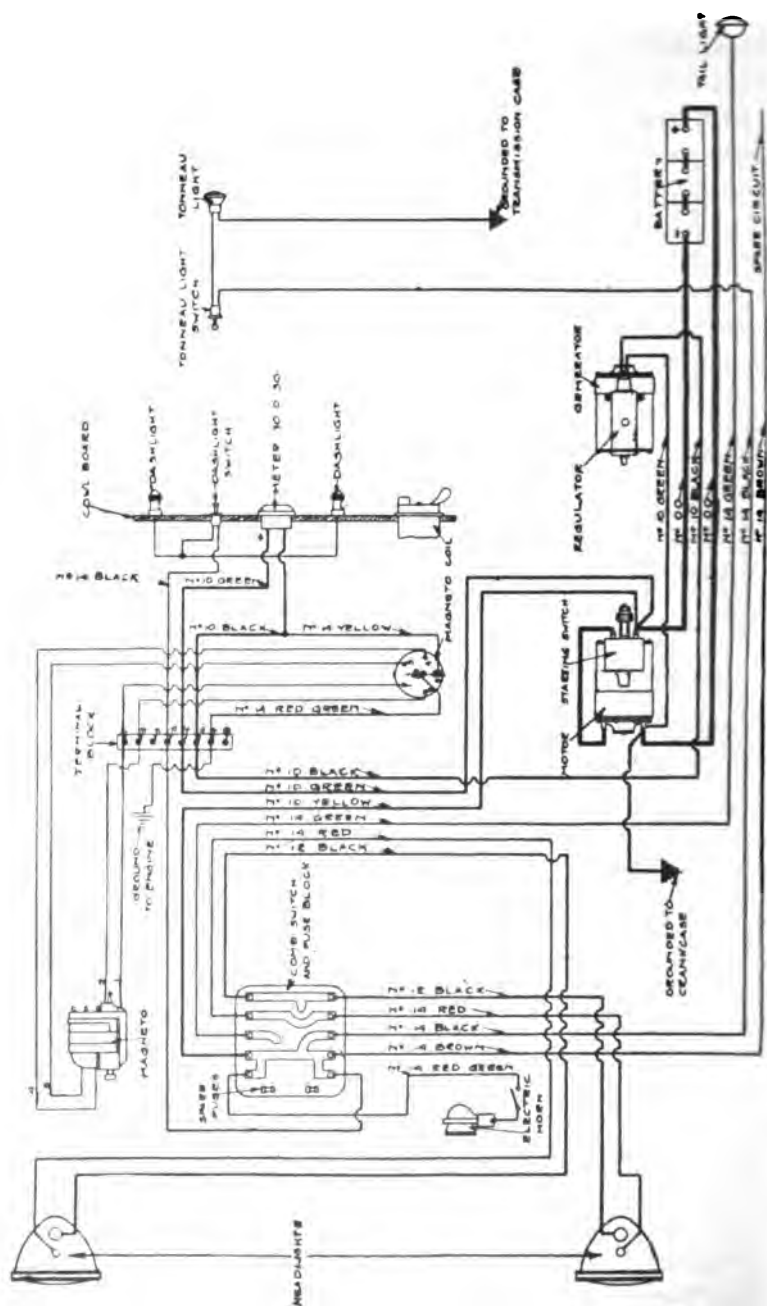 TAIL LIGHT
TONNEAU
LIGHT
TONNEAU LIGHT
SWITCH
GROUNDED TO
TRANSMISSION CASE
BATTERY
SPARE CIRCUIT
COWL BOARD
DASHLIGHT
DASHLIGHT
SWITCH
METER 30 0 30
DASHLIGHT
MAGNETO COIL
REGULATOR
GENERATOR
No 10 GREEN
No 00
No 10 BLACK
No 00
No 14 GREEN
No 14 BLACK
No 14 BROWN
No 14 BLACK
No 10 GREEN
No 10 BLACK
No 14 YELLOW
No 14 RED GREEN
TERMINAL
BLOCK
MOTOR
STARTING SWITCH
No 10 BLACK
No 10 GREEN
No 10 YELLOW
No 14 GREEN
No 14 RED
No 12 BLACK
GROUND
TO ENGINE
MAGNETO
COMB SWITCH
AND FUSE BLOCK
GROUNDED TO
CRANKCASE
No 12 BLACK
No 14 RED
No 14 BLACK
No 14 BROWN
No 14 RED GREEN
SPARE
FUSES
ELECTRIC
HORN
HEADLIGHTS